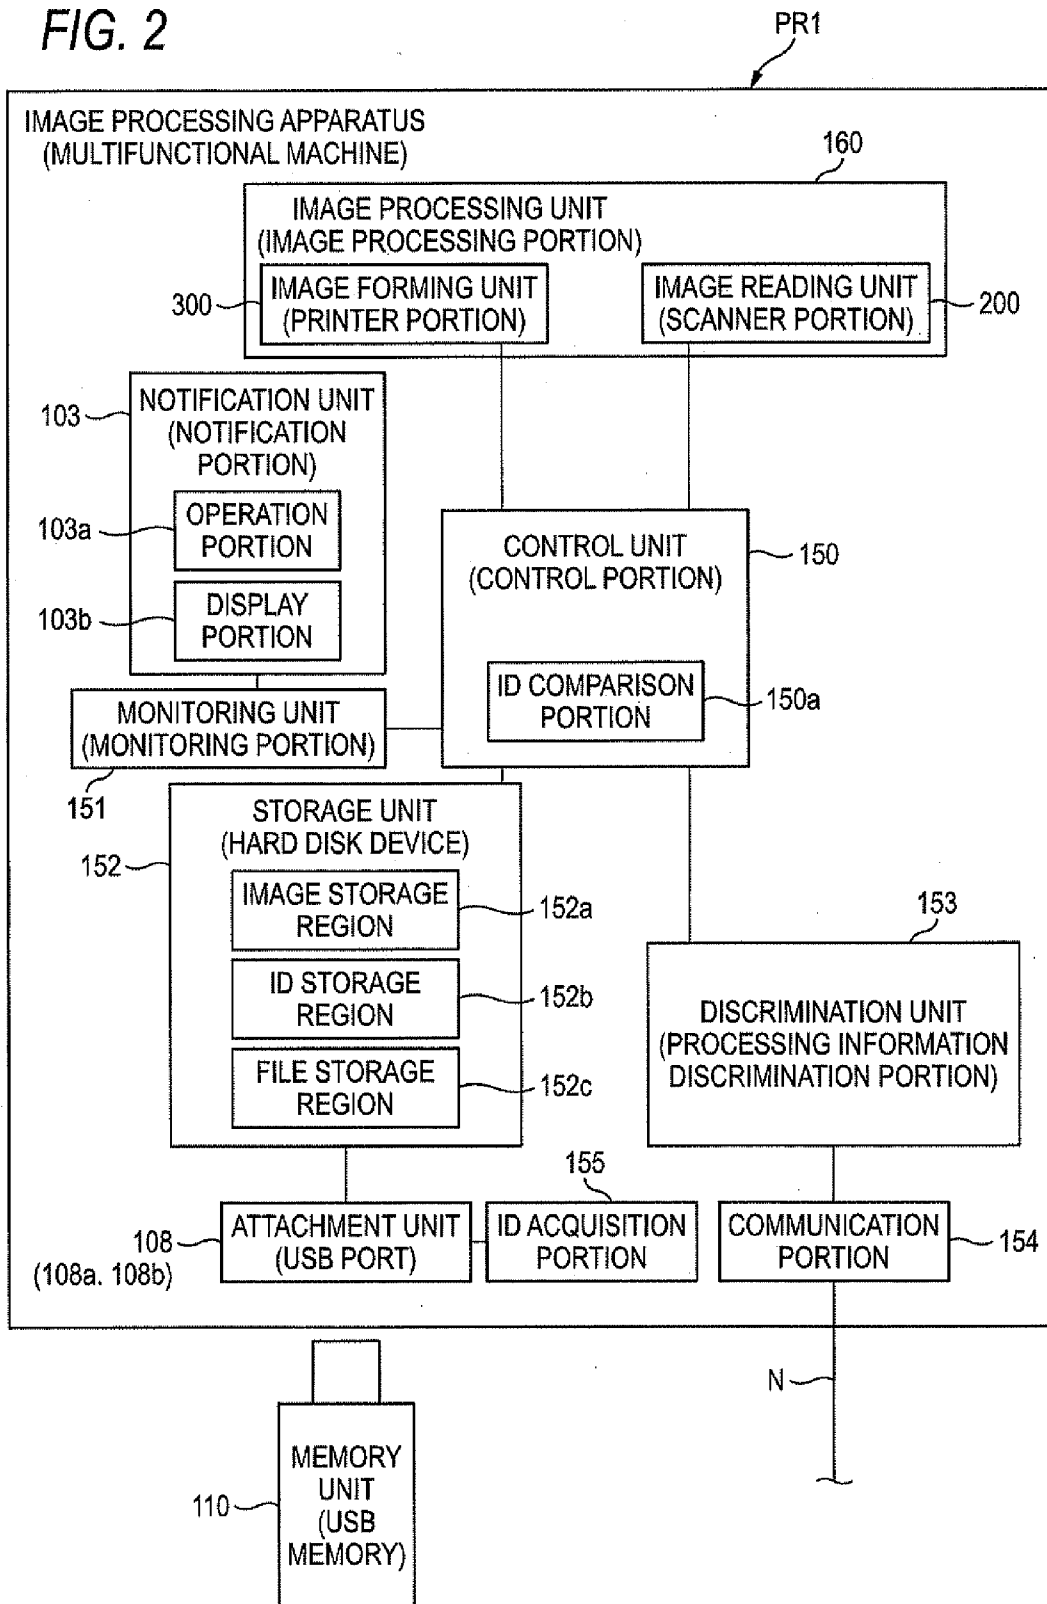 FIG. 2
PR1
IMAGE PROCESSING APPARATUS
(MULTIFUNCTIONAL MACHINE)
160
IMAGE PROCESSING UNIT
(IMAGE PROCESSING PORTION)
300
IMAGE FORMING UNIT
(PRINTER PORTION)
IMAGE READING UNIT
(SCANNER PORTION)
200
103
NOTIFICATION UNIT
(NOTIFICATION
PORTION)
103a
OPERATION
PORTION
103b
DISPLAY
PORTION
CONTROL UNIT
(CONTROL PORTION)
150
ID COMPARISON
PORTION
150a
MONITORING UNIT
(MONITORING PORTION)
151
STORAGE UNIT
(HARD DISK DEVICE)
152
IMAGE STORAGE
REGION
152a
ID STORAGE
REGION
152b
FILE STORAGE
REGION
152c
153
DISCRIMINATION UNIT
(PROCESSING INFORMATION
DISCRIMINATION PORTION)
155
108
(108a. 108b)
ATTACHMENT UNIT
(USB PORT)
ID ACQUISITION
PORTION
COMMUNICATION
PORTION
154
N
110
MEMORY
UNIT
(USB
MEMORY)